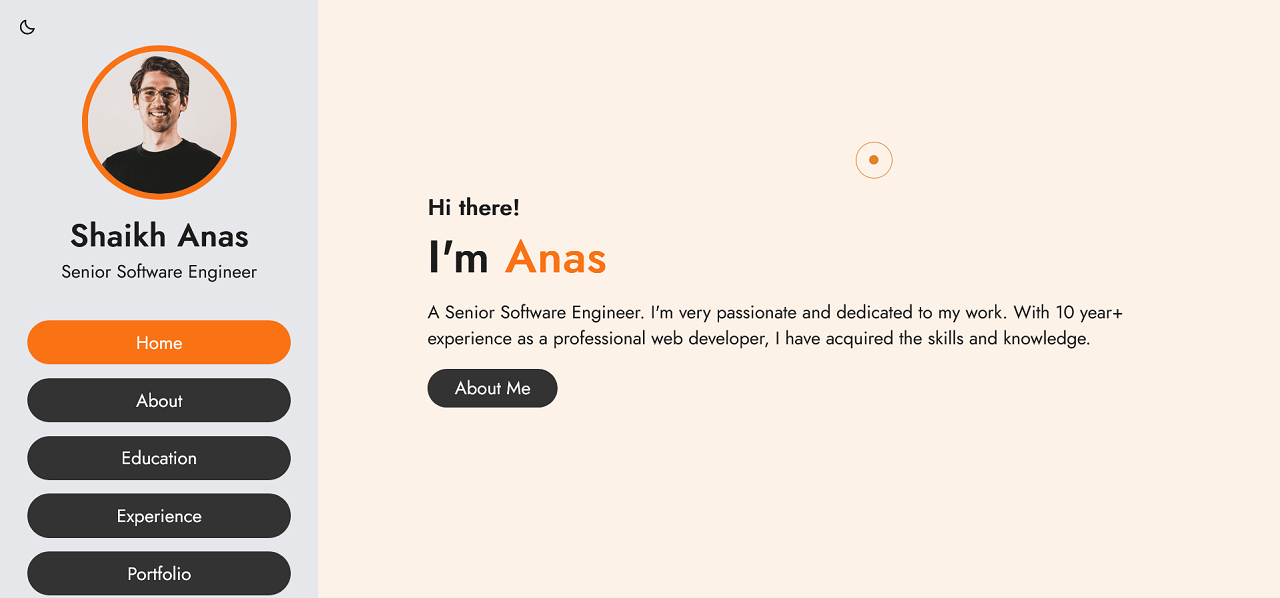 Shaikh Anas
Senior Software Engineer
Home
About
Education
Experience
Portfolio
Hi there!
I'm Anas
A Senior Software Engineer. I'm very passionate and dedicated to my work. With 10 year+
experience as a professional web developer, I have acquired the skills and knowledge.
About Me